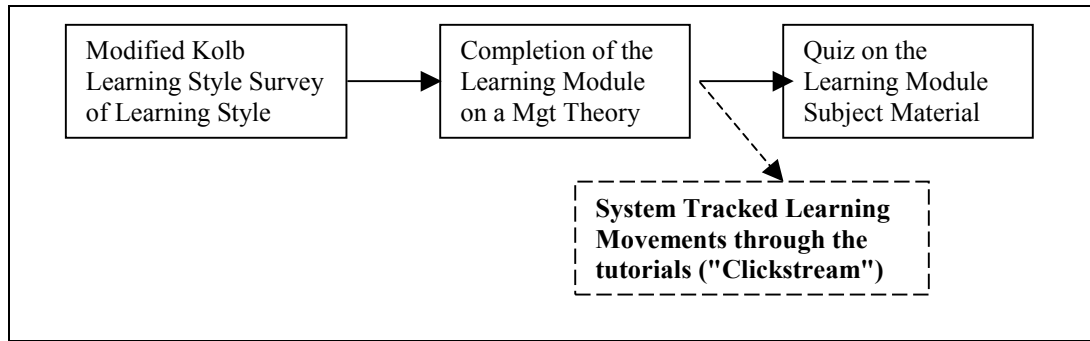 Modified Kolb
Learning Style Survey
of Learning Style
Completion of the
Learning Module
on a Mgt Theory
Quiz on the
Learning Module
Subject Material
System Tracked Learning
Movements through the
tutorials ("Clickstream")